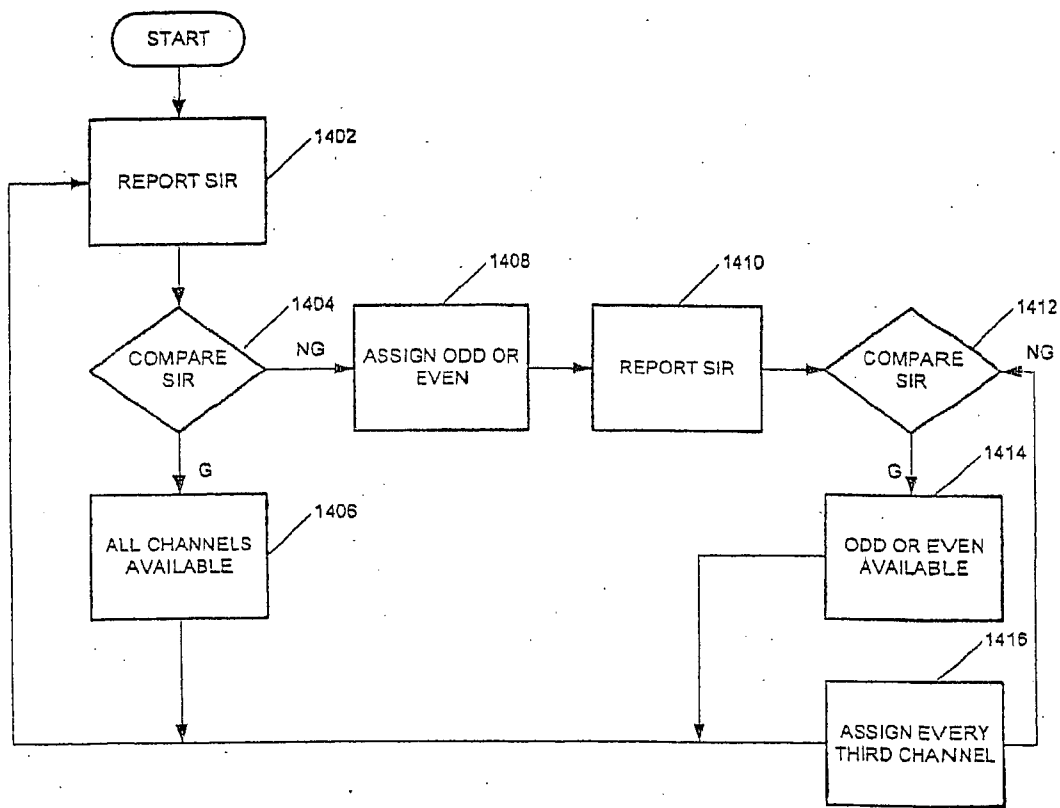 START
1402
REPORT SIR
1404
COMPARE
SIR
NG
1408
ASSIGN ODD OR
EVEN
1410
REPORT SIR
1412
COMPARE
SIR
NG
G
1406
ALL CHANNELS
AVAILABLE
G
1414
ODD OR EVEN
AVAILABLE
1416
ASSIGN EVERY
THIRD CHANNEL